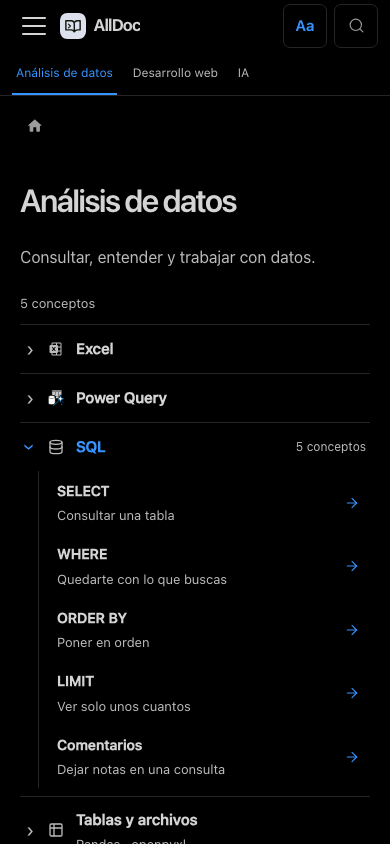 AllDoc
Aa
Análisis de datos
Desarrollo web
IA
Análisis de datos
Consultar, entender y trabajar con datos.
5 conceptos
Excel
Power Query
SQL
5 conceptos
SELECT
Consultar una tabla
WHERE
Quedarte con lo que buscas
ORDER BY
Poner en orden
LIMIT
Ver solo unos cuantos
Comentarios
Dejar notas en una consulta
Tablas y archivos